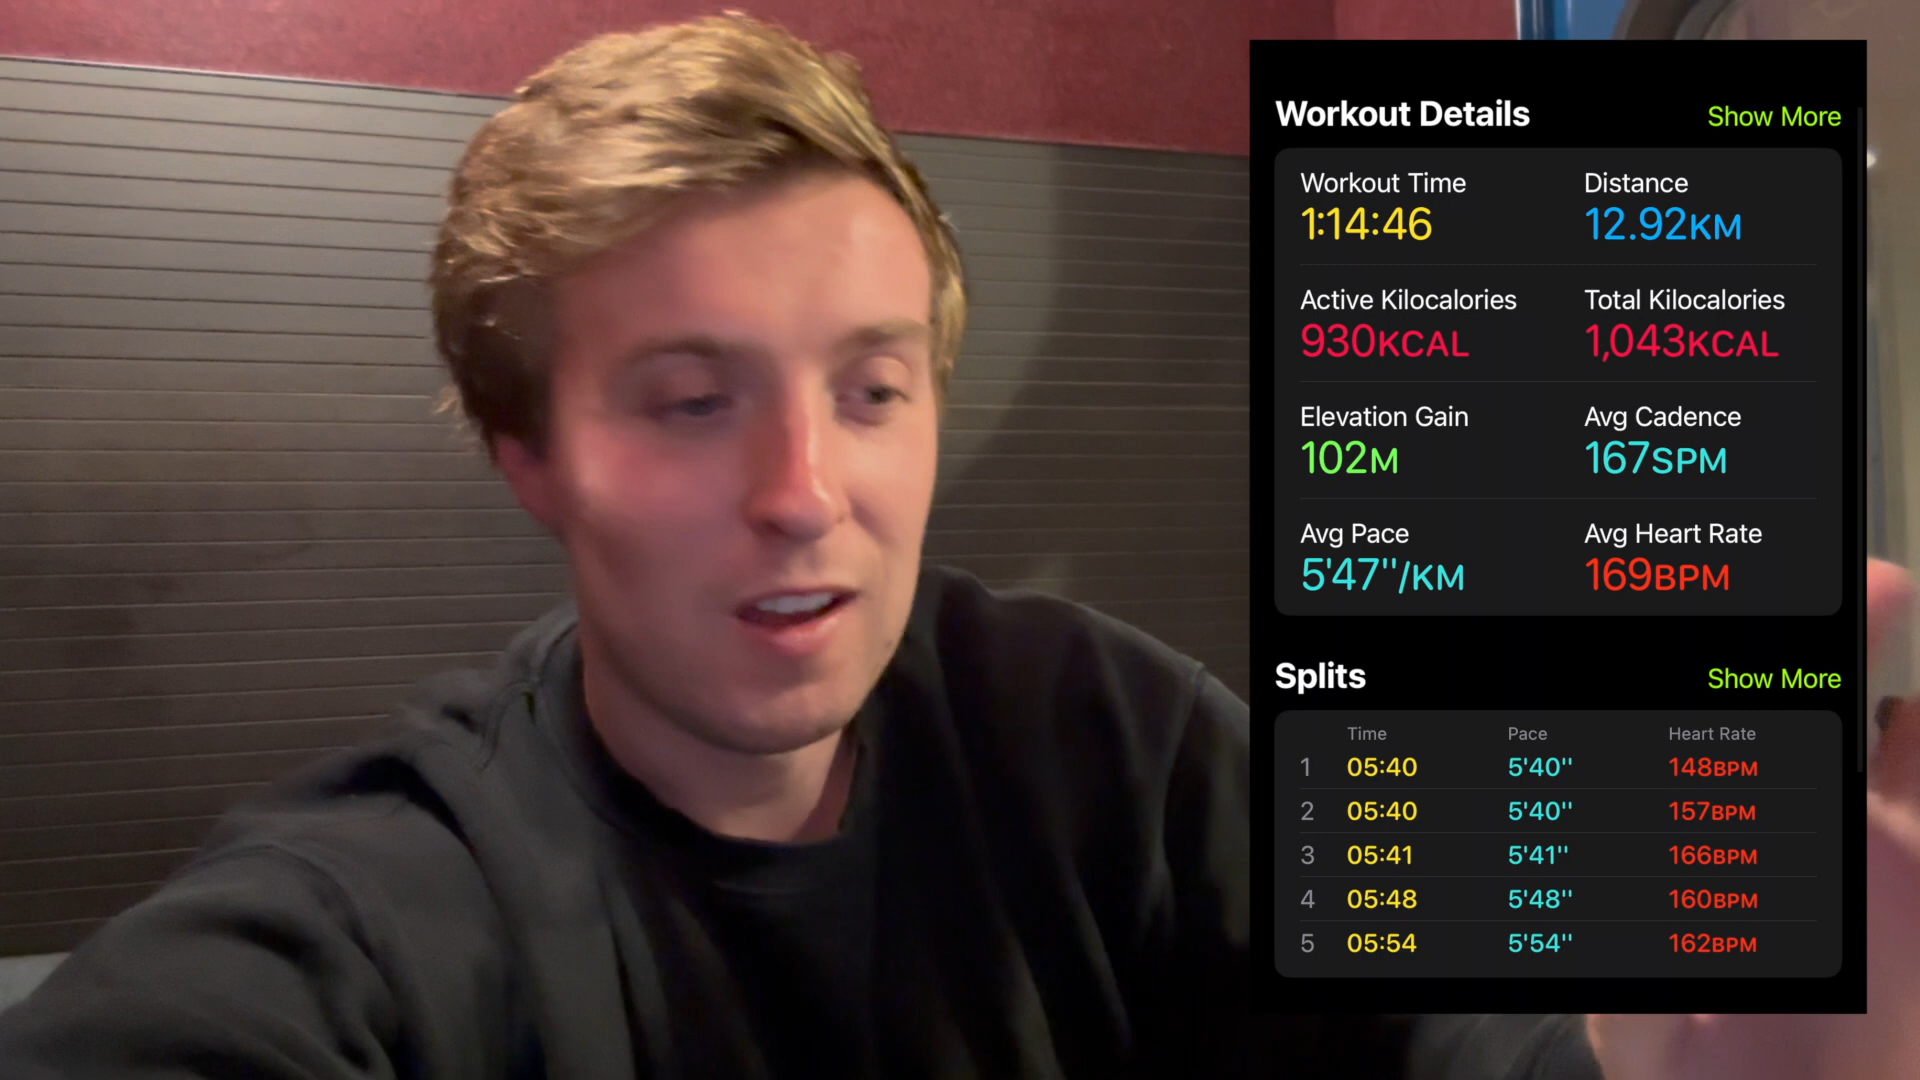 Workout Details Show More
Workout Time Distance
1:14:46 12.92KM
Active Kilocalories Total Kilocalories
930KCAL 1,043KCAL
Elevation Gain Avg Cadence
102M 167SPM
Avg Pace Avg Heart Rate
5'47''/KM 169BPM
Splits Show More
Time Pace Heart Rate
1 05:40 5'40'' 148BPM
2 05:40 5'40'' 157BPM
3 05:41 5'41'' 166BPM
4 05:48 5'48'' 160BPM
5 05:54 5'54'' 162BPM